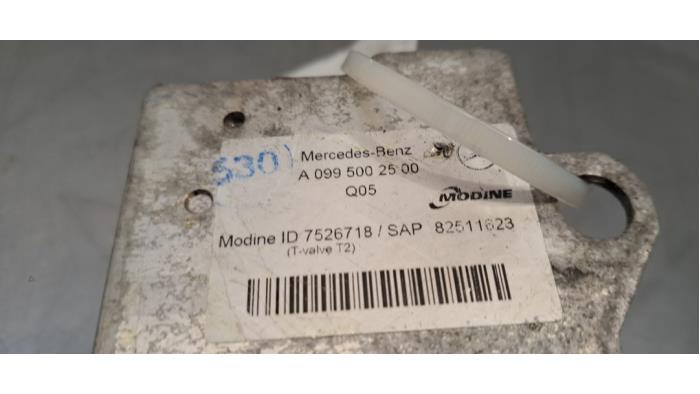 S30)
Mercedes-Benz
A 099 500 25 00
Q05
MODINE
Modine ID 7526718 / SAP 82511623
(T-valve T2)